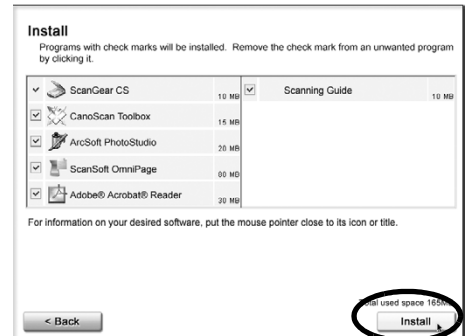 Install
Programs with check marks will be installed. Remove the check mark from an unwanted program
by clicking it.
ScanGear CS 10 MB
CanoScan Toolbox 15 MB
ArcSoft PhotoStudio 20 MB
ScanSoft OmniPage 80 MB
Adobe® Acrobat® Reader 30 MB
Scanning Guide 10 MB
For information on your desired software, put the mouse pointer close to its icon or title.
Total used space 165MB
< Back
Install